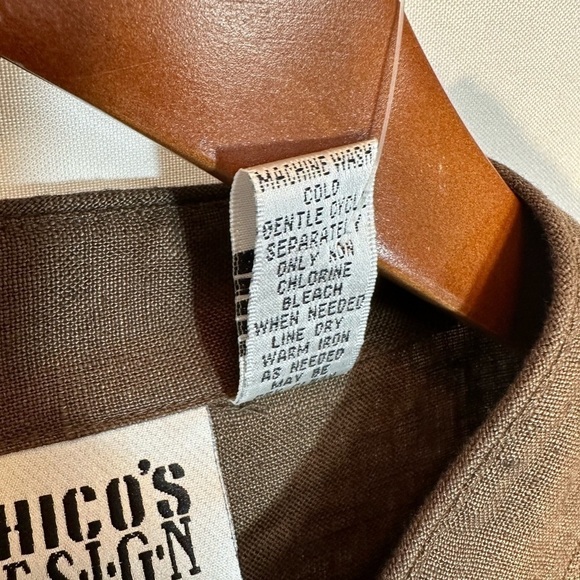 MACHINE WASH
COLD
GENTLE CYCLE
SEPARATELY
ONLY NON
CHLORINE
BLEACH
WHEN NEEDED
LINE DRY
WARM IRON
AS NEEDED
MAY BE
HICO'S
ESIGN